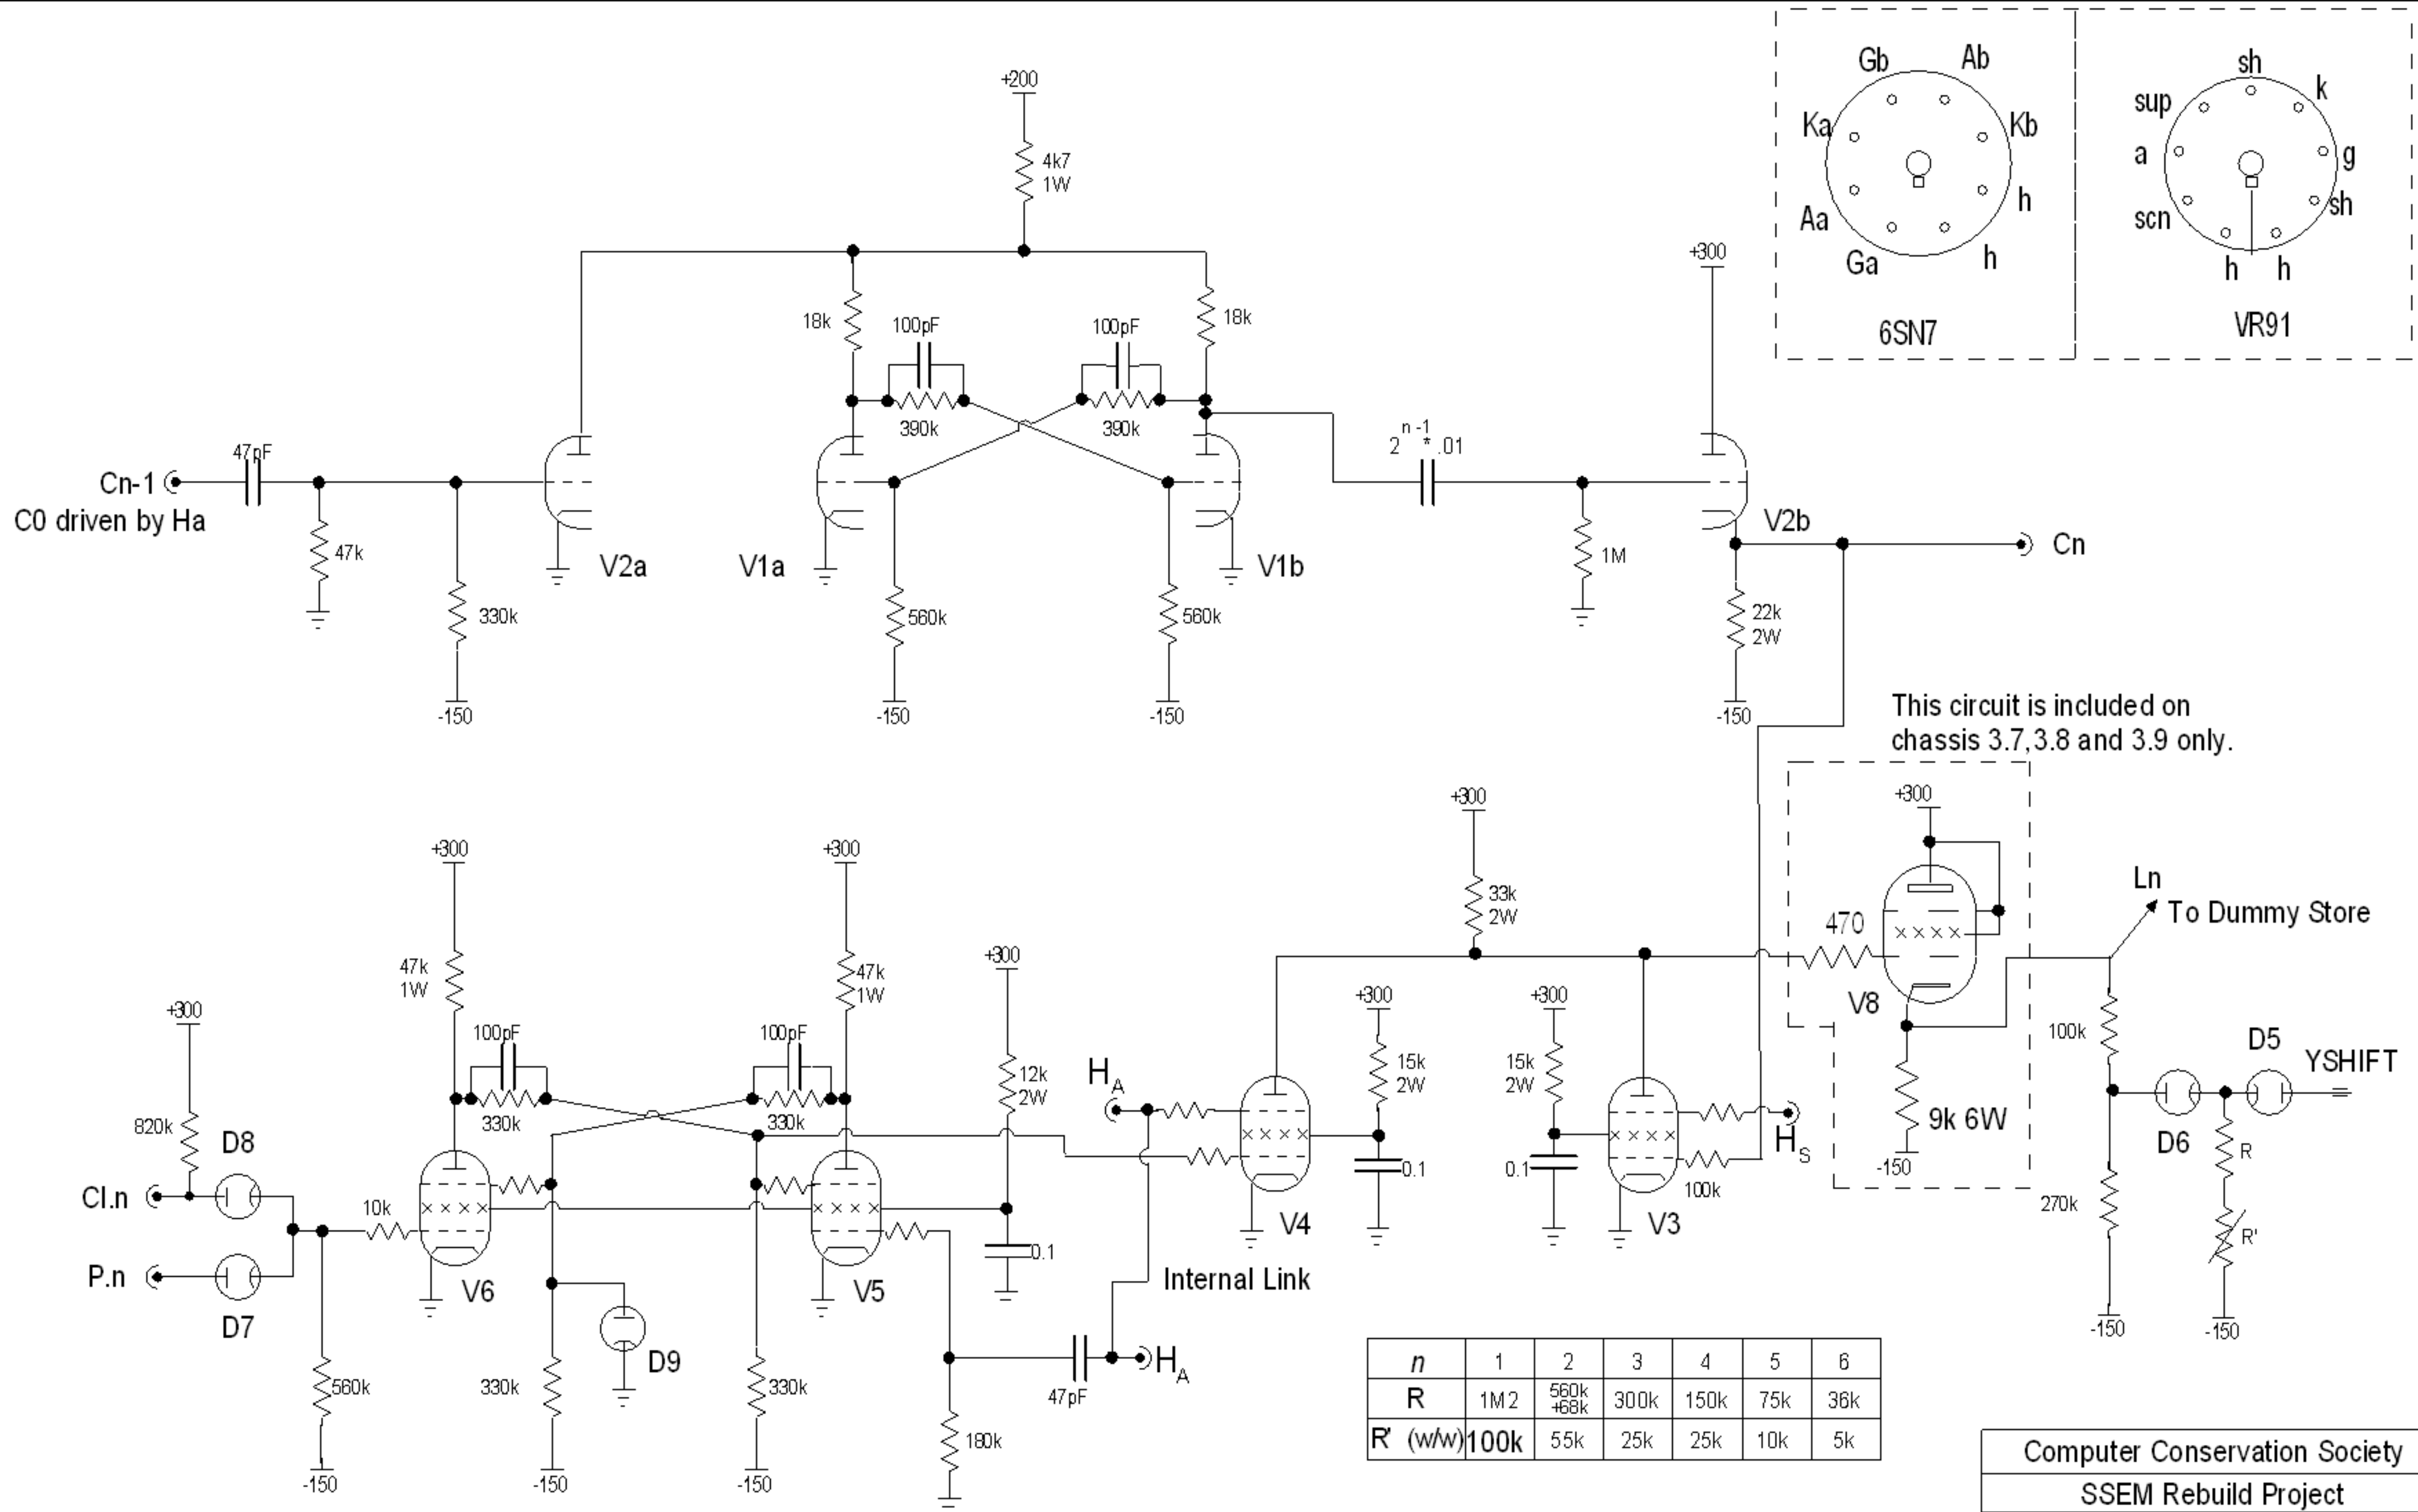 +200
4k7
1W
18k
100pF
100pF
18k
390k
390k
47pF
Cn-1
C0 driven by Ha
47k
330k
-150
V2a
V1a
V1b
560k
560k
-150
-150
n -1
2 * .01
+300
1M
V2b
Cn
22k
2W
-150
Gb
Ab
Ka
Kb
Aa
h
Ga
h
6SN7
sh
sup
k
a
g
scn
sh
h
h
VR91
This circuit is included on
chassis 3.7,3.8 and 3.9 only.
+300
+300
+300
47k
1W
47k
1W
100pF
100pF
330k
330k
820k
D8
Cl.n
10k
P.n
D7
V6
V5
560k
-150
330k
-150
D9
330k
-150
+300
12k
2W
0.1
180k
47pF
HA
HA
Internal Link
V4
+300
15k
2W
0.1
+300
33k
2W
+300
15k
2W
0.1
HS
100k
V3
+300
470
V8
9k 6W
-150
Ln
To Dummy Store
100k
D5
YSHIFT
D6
R
270k
R'
-150
-150
n 1 2 3 4 5 6
R 1M2 560k +68k 300k 150k 75k 36k
R' (w/w) 100k 55k 25k 25k 10k 5k
Computer Conservation Society
SSEM Rebuild Project